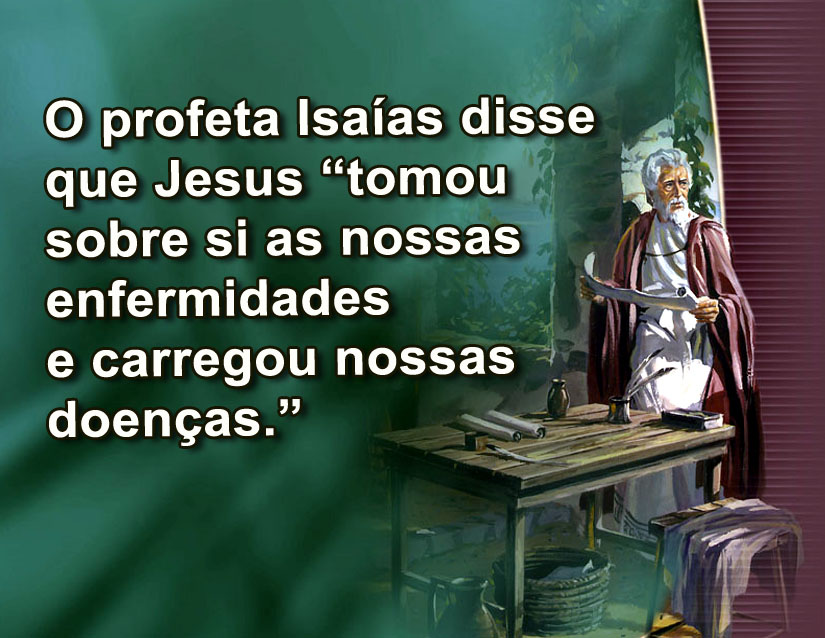 O profeta Isaías disse
que Jesus “tomou
sobre si as nossas
enfermidades
e carregou nossas
doenças.”